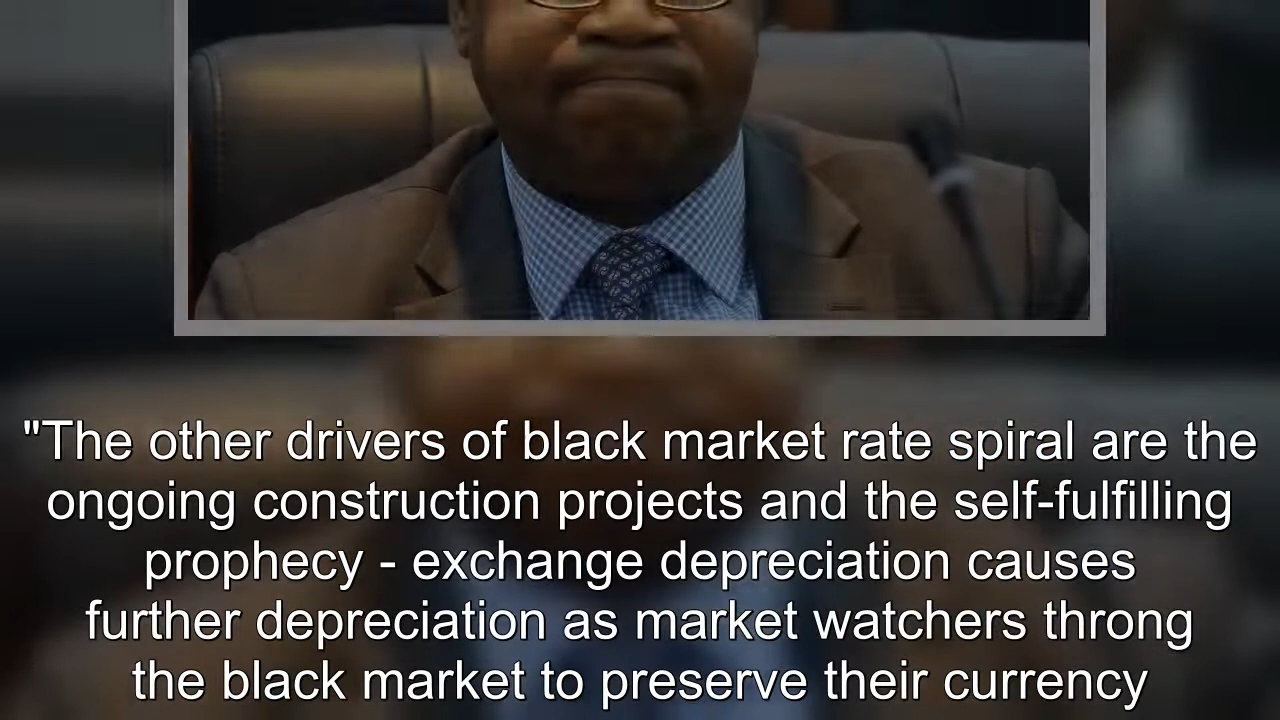 "The other drivers of black market rate spiral are the
ongoing construction projects and the self-fulfilling
prophecy - exchange depreciation causes
further depreciation as market watchers throng
the black market to preserve their currency